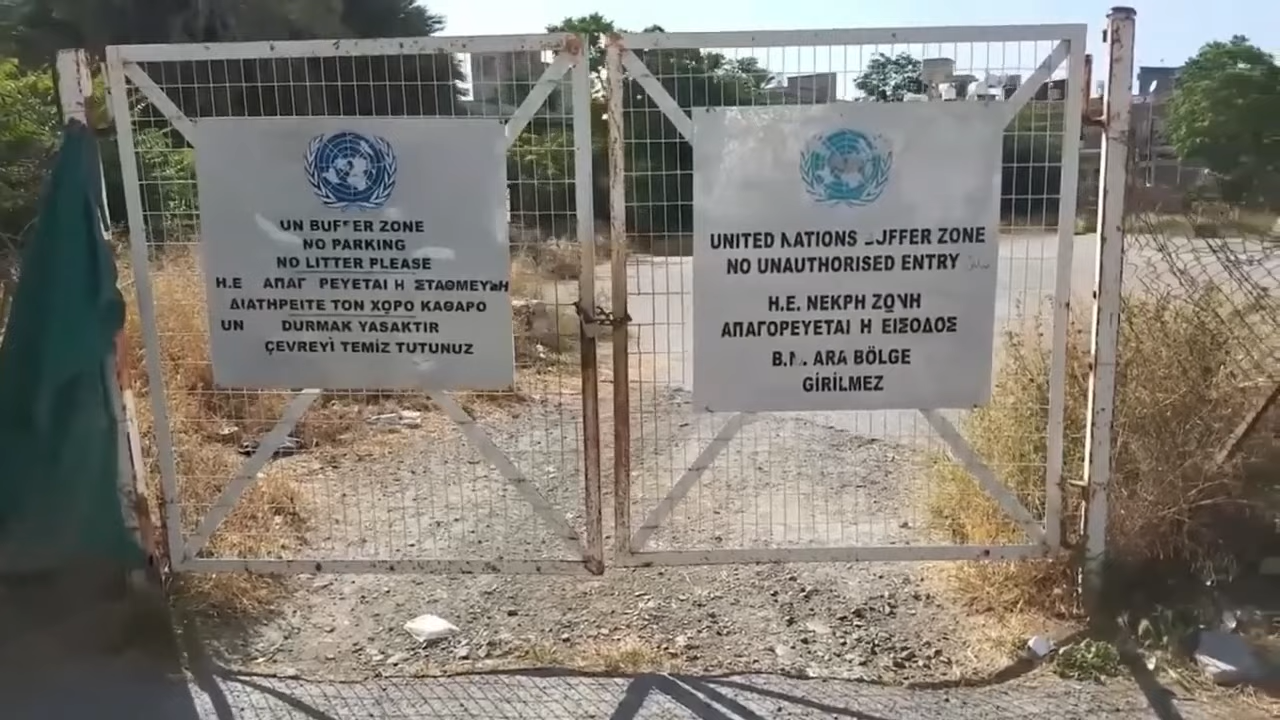 UN BUFFER ZONE
NO PARKING
NO LITTER PLEASE
Η.Ε ΑΠΑΓ ΡΕΥΕΤΑΙ Η ΣΤΑΘΜΕΥΣΗ
ΔΙΑΤΗΡΕΙΤΕ ΤΟΝ ΧΩΡΟ ΚΑΘΑΡΟ
UN DURMAK YASAKTIR
ÇEVREYİ TEMİZ TUTUNUZ
UNITED NATIONS BUFFER ZONE
NO UNAUTHORISED ENTRY
Η.Ε. ΝΕΚΡΗ ΖΩΝΗ
ΑΠΑΓΟΡΕΥΕΤΑΙ Η ΕΙΣΟΔΟΣ
B.M. ARA BÖLGE
GİRİLMEZ